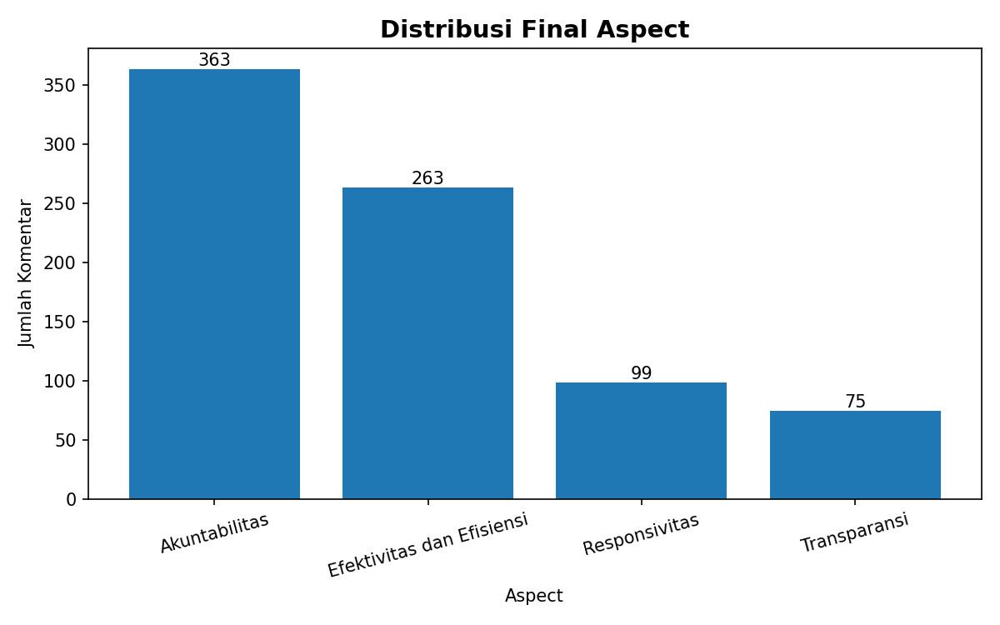 Distribusi Final Aspect
363
263
99
75
350
300
250
200
150
100
50
0
Jumlah Komentar
Akuntabilitas
Efektivitas dan Efisiensi
Responsivitas
Transparansi
Aspect